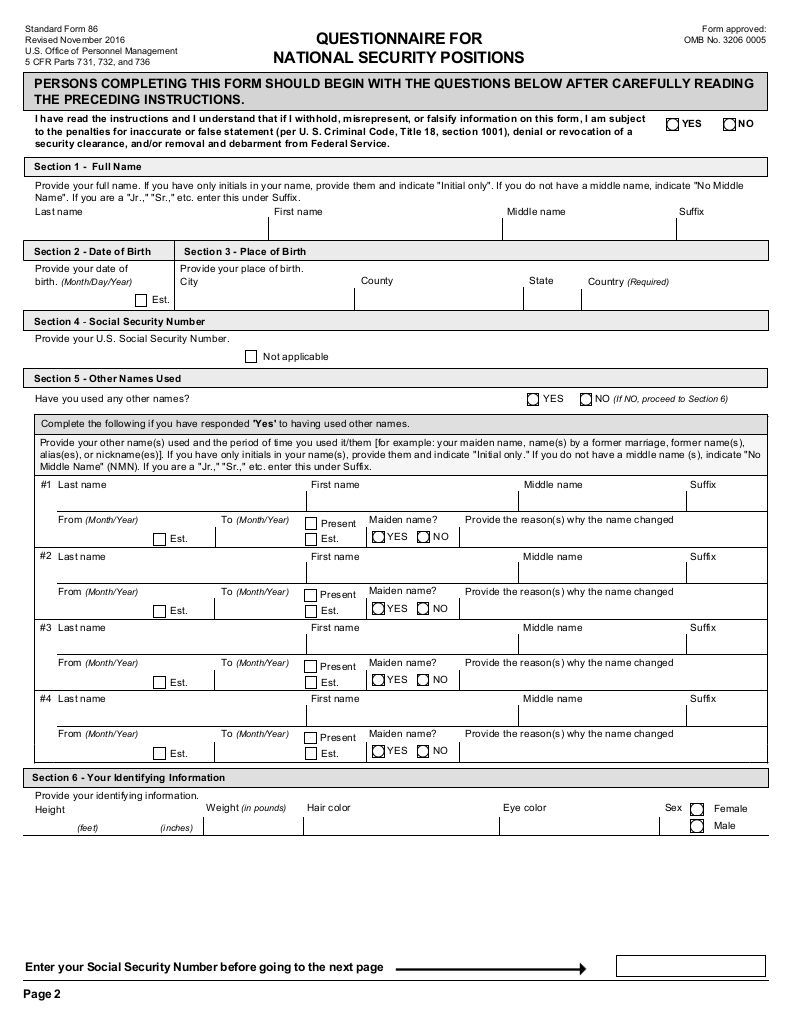 Standard Form 86
Revised November 2016
U.S. Office of Personnel Management
5 CFR Parts 731, 732, and 736
QUESTIONNAIRE FOR
NATIONAL SECURITY POSITIONS
Form approved:
OMB No. 3206 0005
PERSONS COMPLETING THIS FORM SHOULD BEGIN WITH THE QUESTIONS BELOW AFTER CAREFULLY READING
THE PRECEDING INSTRUCTIONS.
I have read the instructions and I understand that if I withhold, misrepresent, or falsify information on this form, I am subject
to the penalties for inaccurate or false statement (per U. S. Criminal Code, Title 18, section 1001), denial or revocation of a
security clearance, and/or removal and debarment from Federal Service.
YES NO
Section 1 - Full Name
Provide your full name. If you have only initials in your name, provide them and indicate "Initial only". If you do not have a middle name, indicate "No Middle
Name". If you are a "Jr.," "Sr.," etc. enter this under Suffix.
Last name First name Middle name Suffix
Section 2 - Date of Birth
Provide your date of
birth. (Month/Day/Year)
Est.
Section 3 - Place of Birth
Provide your place of birth.
City County State Country (Required)
Section 4 - Social Security Number
Provide your U.S. Social Security Number.
Not applicable
Section 5 - Other Names Used
Have you used any other names? YES NO (If NO, proceed to Section 6)
Complete the following if you have responded 'Yes' to having used other names.
Provide your other name(s) used and the period of time you used it/them [for example: your maiden name, name(s) by a former marriage, former name(s),
alias(es), or nickname(es)]. If you have only initials in your name(s), provide them and indicate "Initial only." If you do not have a middle name (s), indicate "No
Middle Name" (NMN). If you are a "Jr.," "Sr.," etc. enter this under Suffix.
#1 Last name First name Middle name Suffix
From (Month/Year) To (Month/Year) Present Maiden name? Provide the reason(s) why the name changed
Est. Est. YES NO
#2 Last name First name Middle name Suffix
From (Month/Year) To (Month/Year) Present Maiden name? Provide the reason(s) why the name changed
Est. Est. YES NO
#3 Last name First name Middle name Suffix
From (Month/Year) To (Month/Year) Present Maiden name? Provide the reason(s) why the name changed
Est. Est. YES NO
#4 Last name First name Middle name Suffix
From (Month/Year) To (Month/Year) Present Maiden name? Provide the reason(s) why the name changed
Est. Est. YES NO
Section 6 - Your Identifying Information
Provide your identifying information.
Height Weight (in pounds) Hair color Eye color Sex Female
(feet) (inches) Male
Enter your Social Security Number before going to the next page
Page 2